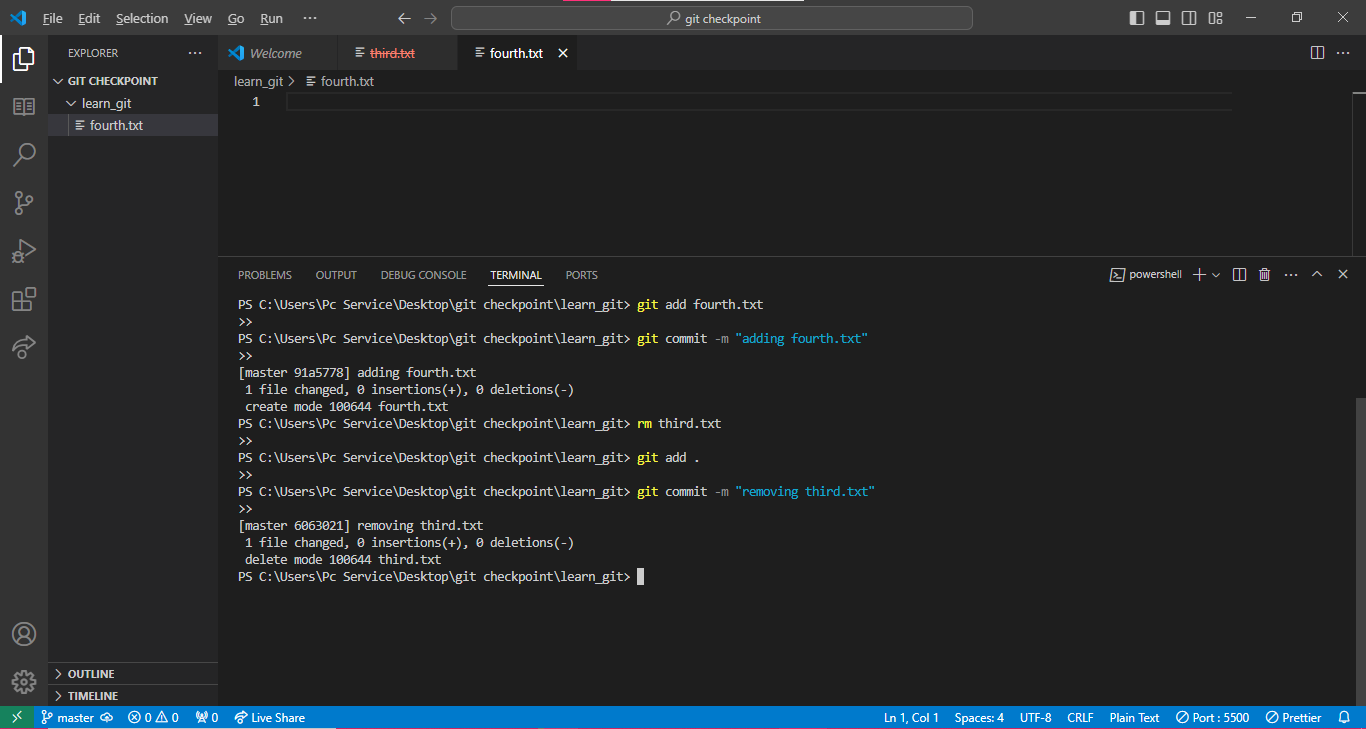 File Edit Selection View Go Run ··· git checkpoint
EXPLORER ···
GIT CHECKPOINT
learn_git
fourth.txt
OUTLINE
TIMELINE
Welcome third.txt fourth.txt
learn_git > fourth.txt
1
PROBLEMS OUTPUT DEBUG CONSOLE TERMINAL PORTS powershell
PS C:\Users\Pc Service\Desktop\git checkpoint\learn_git> git add fourth.txt
>>
PS C:\Users\Pc Service\Desktop\git checkpoint\learn_git> git commit -m "adding fourth.txt"
>>
[master 91a5778] adding fourth.txt
1 file changed, 0 insertions(+), 0 deletions(-)
create mode 100644 fourth.txt
PS C:\Users\Pc Service\Desktop\git checkpoint\learn_git> rm third.txt
>>
PS C:\Users\Pc Service\Desktop\git checkpoint\learn_git> git add .
>>
PS C:\Users\Pc Service\Desktop\git checkpoint\learn_git> git commit -m "removing third.txt"
>>
[master 6063021] removing third.txt
1 file changed, 0 insertions(+), 0 deletions(-)
delete mode 100644 third.txt
PS C:\Users\Pc Service\Desktop\git checkpoint\learn_git>
master 0 0 0 Live Share Ln 1, Col 1 Spaces: 4 UTF-8 CRLF Plain Text Port : 5500 Prettier